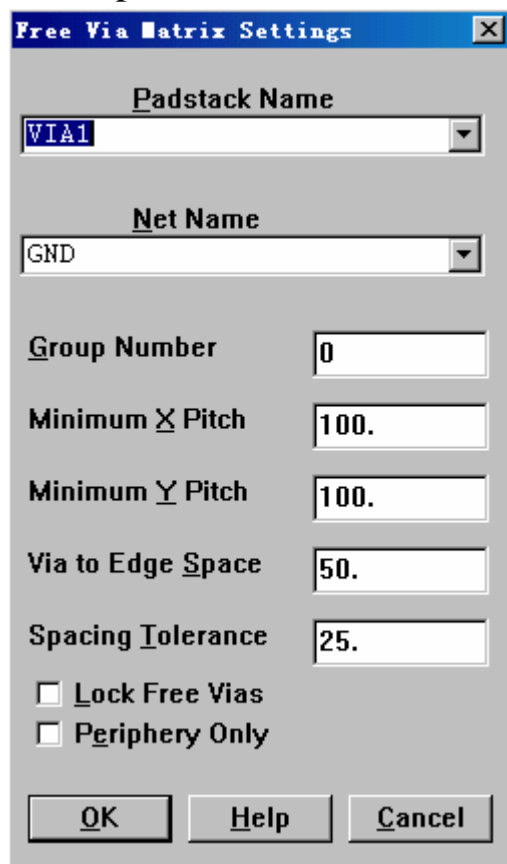 Free Via Matrix Settings
Padstack Name
VIA1
Net Name
GND
Group Number 0
Minimum X Pitch 100.
Minimum Y Pitch 100.
Via to Edge Space 50.
Spacing Tolerance 25.
Lock Free Vias
Periphery Only
OK Help Cancel